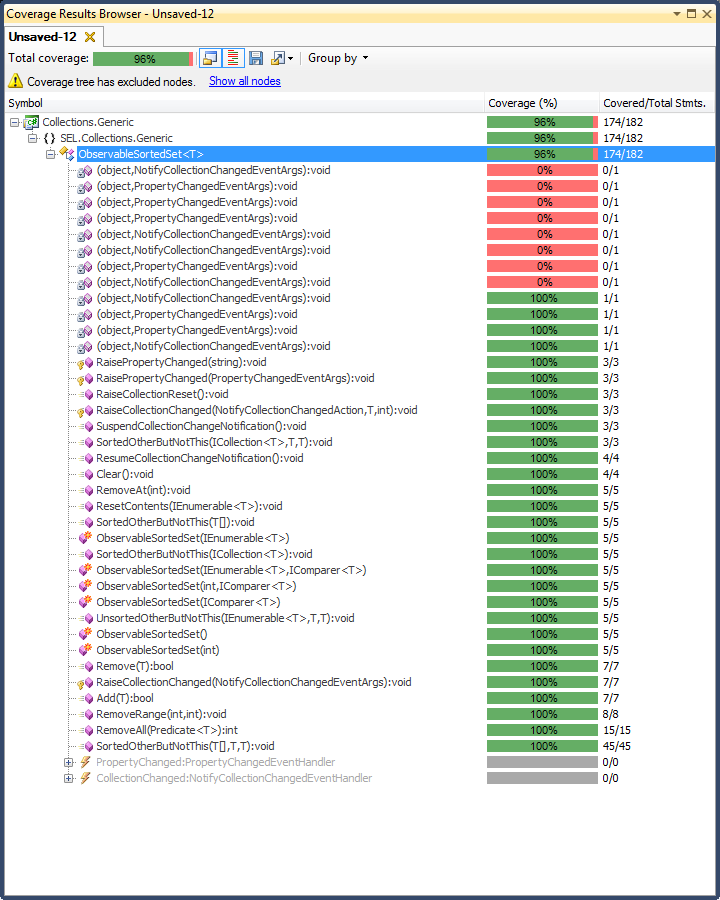 Coverage Results Browser - Unsaved-12
Unsaved-12
Total coverage: 96% Group by
Coverage tree has excluded nodes. Show all nodes
Symbol Coverage (%) Covered/Total Stmts.
Collections.Generic 96% 174/182
{} SEL.Collections.Generic 96% 174/182
ObservableSortedSet<T> 96% 174/182
(object,NotifyCollectionChangedEventArgs):void 0% 0/1
(object,PropertyChangedEventArgs):void 0% 0/1
(object,PropertyChangedEventArgs):void 0% 0/1
(object,PropertyChangedEventArgs):void 0% 0/1
(object,NotifyCollectionChangedEventArgs):void 0% 0/1
(object,NotifyCollectionChangedEventArgs):void 0% 0/1
(object,PropertyChangedEventArgs):void 0% 0/1
(object,NotifyCollectionChangedEventArgs):void 0% 0/1
(object,NotifyCollectionChangedEventArgs):void 100% 1/1
(object,PropertyChangedEventArgs):void 100% 1/1
(object,PropertyChangedEventArgs):void 100% 1/1
(object,NotifyCollectionChangedEventArgs):void 100% 1/1
RaisePropertyChanged(string):void 100% 3/3
RaisePropertyChanged(PropertyChangedEventArgs):void 100% 3/3
RaiseCollectionReset():void 100% 3/3
RaiseCollectionChanged(NotifyCollectionChangedAction,T,int):void 100% 3/3
SuspendCollectionChangeNotification():void 100% 3/3
SortedOtherButNotThis(ICollection<T>,T,T):void 100% 3/3
ResumeCollectionChangeNotification():void 100% 4/4
Clear():void 100% 4/4
RemoveAt(int):void 100% 5/5
ResetContents(IEnumerable<T>):void 100% 5/5
SortedOtherButNotThis(T[]):void 100% 5/5
ObservableSortedSet(IEnumerable<T>) 100% 5/5
SortedOtherButNotThis(ICollection<T>):void 100% 5/5
ObservableSortedSet(IEnumerable<T>,IComparer<T>) 100% 5/5
ObservableSortedSet(int,IComparer<T>) 100% 5/5
ObservableSortedSet(IComparer<T>) 100% 5/5
UnsortedOtherButNotThis(IEnumerable<T>,T,T):void 100% 5/5
ObservableSortedSet() 100% 5/5
ObservableSortedSet(int) 100% 5/5
Remove(T):bool 100% 7/7
RaiseCollectionChanged(NotifyCollectionChangedEventArgs):void 100% 7/7
Add(T):bool 100% 7/7
RemoveRange(int,int):void 100% 8/8
RemoveAll(Predicate<T>):int 100% 15/15
SortedOtherButNotThis(T[],T,T):void 100% 45/45
PropertyChanged:PropertyChangedEventHandler 0/0
CollectionChanged:NotifyCollectionChangedEventHandler 0/0